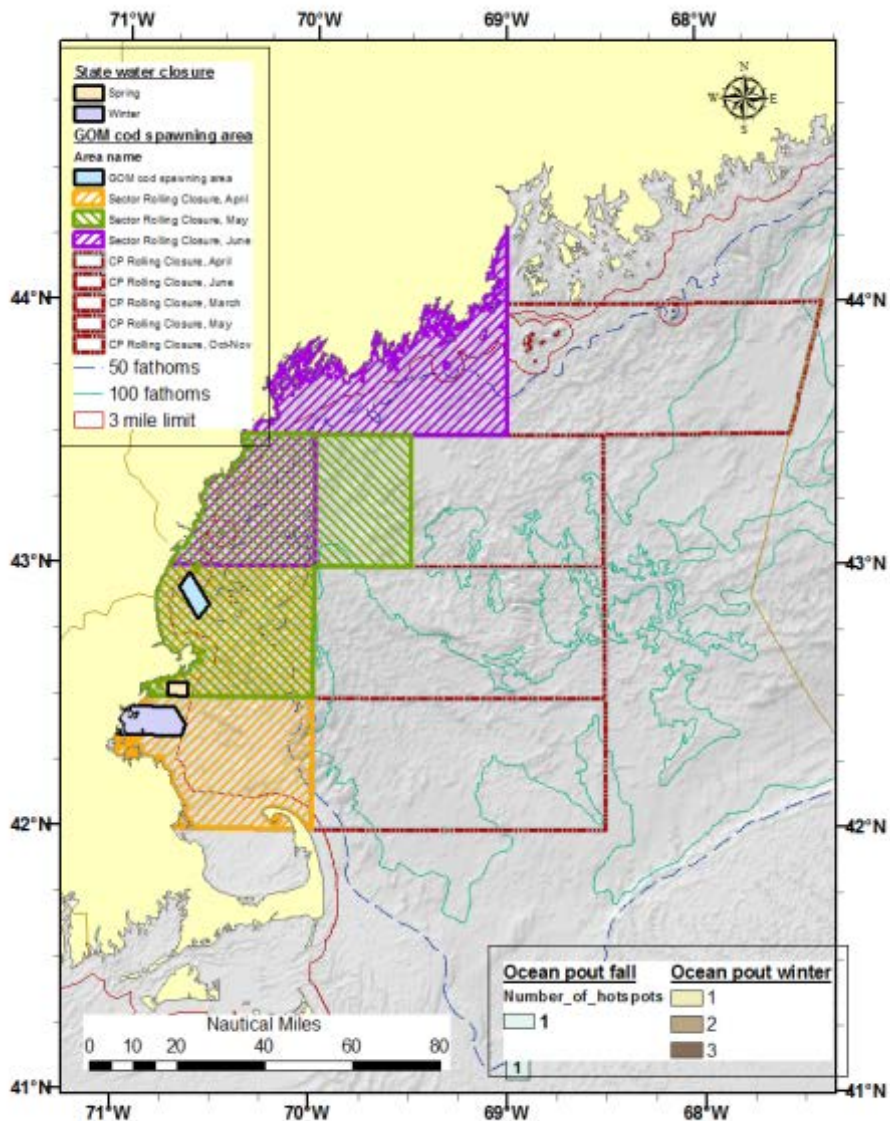 71°W 70°W 69°W 68°W
State water closure
Spring
Winter
GOM cod spawning area
Area name
GOM cod spawning area
Sector Rolling Closure, April
Sector Rolling Closure, May
Sector Rolling Closure, June
CP Rolling Closure, April
CP Rolling Closure, June
CP Rolling Closure, March
CP Rolling Closure, May
CP Rolling Closure, Oct-Nov
50 fathoms
100 fathoms
3 mile limit
N
W E
S
44°N 44°N
43°N 43°N
42°N 42°N
Ocean pout fall Ocean pout winter
Number_of_hotspots 1
1 2
3
1
Nautical Miles
0 5 10 20 40 60 80
41°N 41°N
71°W 70°W 69°W 68°W